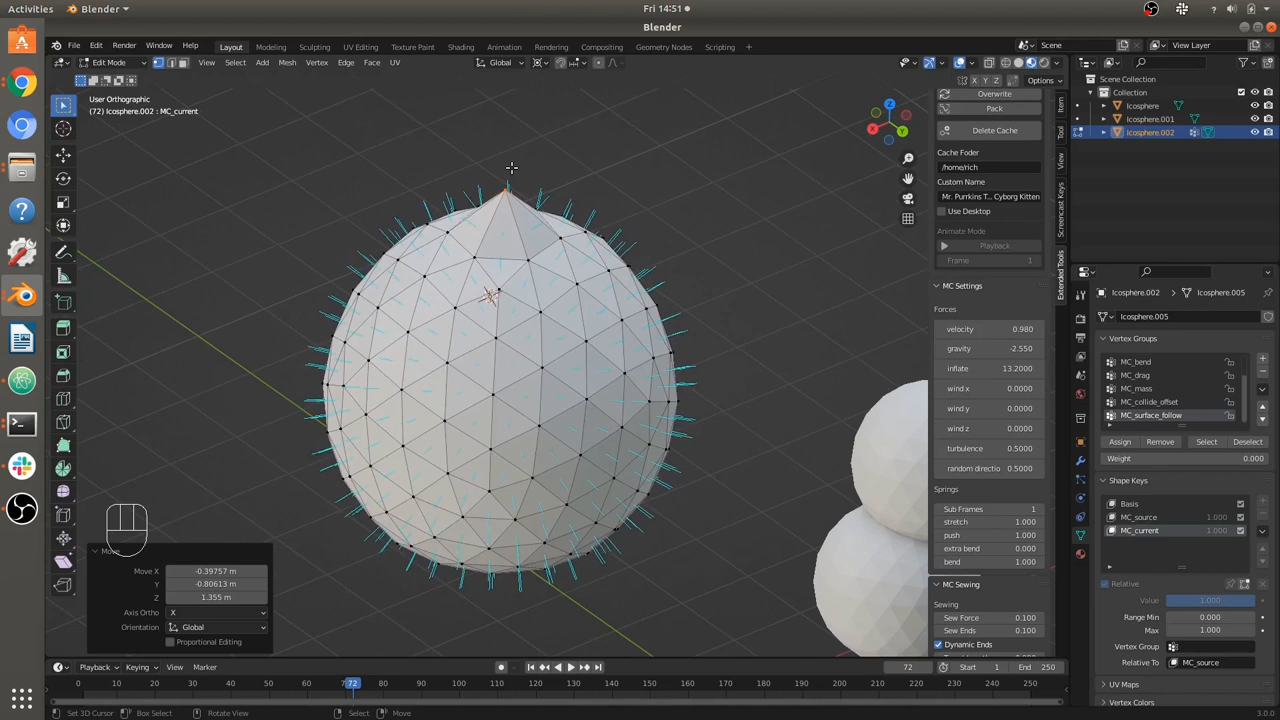 Activities
Blender
Fri 14:51
Blender
File
Edit
Render
Window
Help
Layout
Modeling
Sculpting
UV Editing
Texture Paint
Shading
Animation
Rendering
Compositing
Geometry Nodes
Scripting
Scene
View Layer
Edit Mode
View
Select
Add
Mesh
Vertex
Edge
Face
UV
Global
X
Y
Z
Options
User Orthographic
(72) Icosphere.002 : MC_current
X
Y
Z
Scene Collection
Collection
Icosphere
Icosphere.001
Icosphere.002
Overwrite
Pack
Delete Cache
Cache Foder
/home/rich
Custom Name
Mr. Purrkins T... Cyborg Kitten
Use Desktop
Animate Mode
Playback
Frame 1
MC Settings
Forces
velocity 0.980
gravity -2.550
inflate 13.2000
wind x 0.0000
wind y 0.0000
wind z 0.0000
turbulence 0.5000
random directio 0.5000
Springs
Sub Frames 1
stretch 1.000
push 1.000
extra bend 0.000
bend 1.000
MC Sewing
Sewing
Sew Force 0.100
Sew Ends 0.100
Dynamic Ends
Item
Tool
View
Screencast Keys
Extended Tools
Icosphere.002
Icosphere.005
Icosphere.005
Vertex Groups
MC_bend
MC_drag
MC_mass
MC_collide_offset
MC_surface_follow
Assign
Remove
Select
Deselect
Weight 0.000
Shape Keys
Basis
MC_source 1.000
MC_current 1.000
Relative
Value 1.000
Range Min 0.000
Max 1.000
Vertex Group
Relative To MC_source
UV Maps
Vertex Colors
Move
Move X -0.39757 m
Y -0.80613 m
Z 1.355 m
Axis Ortho X
Orientation Global
Proportional Editing
Playback
Keying
View
Marker
72
Start 1
End 250
0 10 20 30 40 50 60 70 72 80 90 100 110 120 130 140 150 160 170 180 190 200 210 220 230 240 250
Set 3D Cursor
Box Select
Rotate View
Select
Move
3.0.0